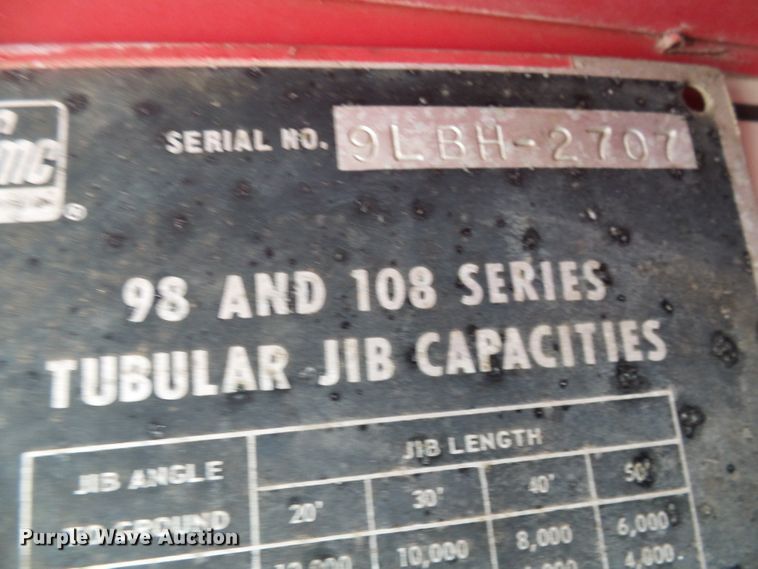 SERIAL NO. 9LBH-2707
®
98 AND 108 SERIES
TUBULAR JIB CAPACITIES
JIB ANGLE
JIB LENGTH
20' 30' 40' 50'
GROUND
10,000 8,000 6,000
4,000
Purple Wave Auction